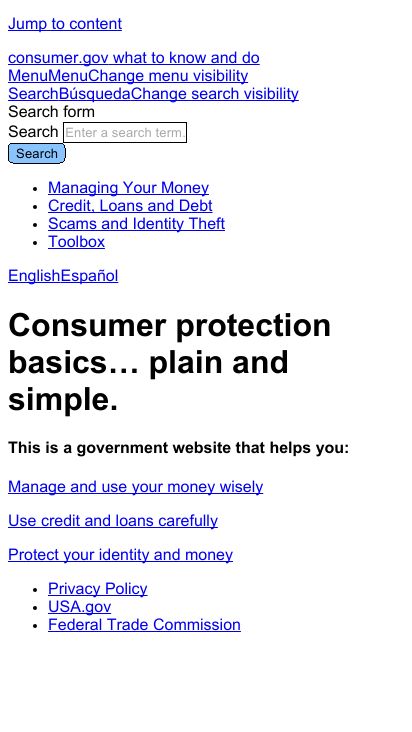 Jump to content
consumer.gov what to know and do
MenuMenuChange menu visibility
SearchBúsquedaChange search visibility
Search form
Search Enter a search term.
Search
Managing Your Money
Credit, Loans and Debt
Scams and Identity Theft
Toolbox
EnglishEspañol
Consumer protection
basics… plain and
simple.
This is a government website that helps you:
Manage and use your money wisely
Use credit and loans carefully
Protect your identity and money
Privacy Policy
USA.gov
Federal Trade Commission